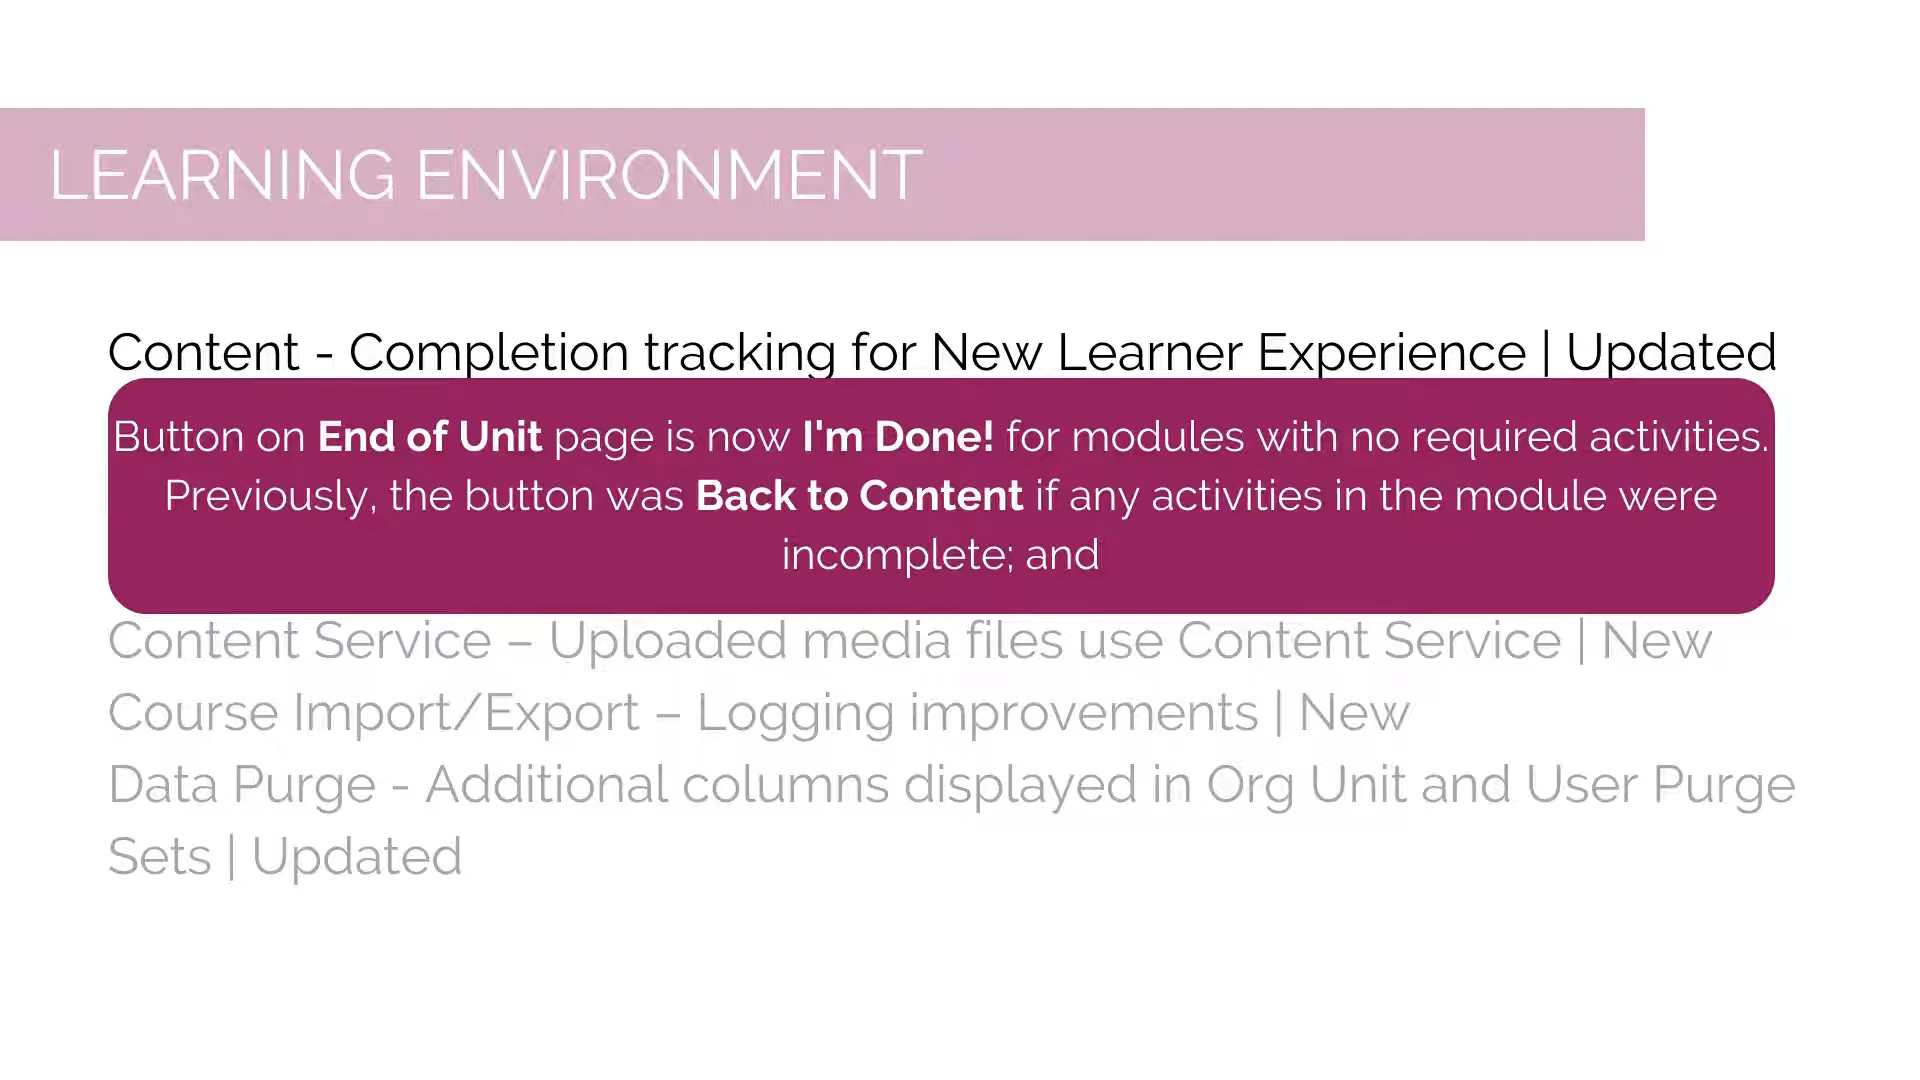 LEARNING ENVIRONMENT
Content - Completion tracking for New Learner Experience | Updated
Button on End of Unit page is now I'm Done! for modules with no required activities.
Previously, the button was Back to Content if any activities in the module were
incomplete; and
Content Service – Uploaded media files use Content Service | New
Course Import/Export – Logging improvements | New
Data Purge - Additional columns displayed in Org Unit and User Purge
Sets | Updated